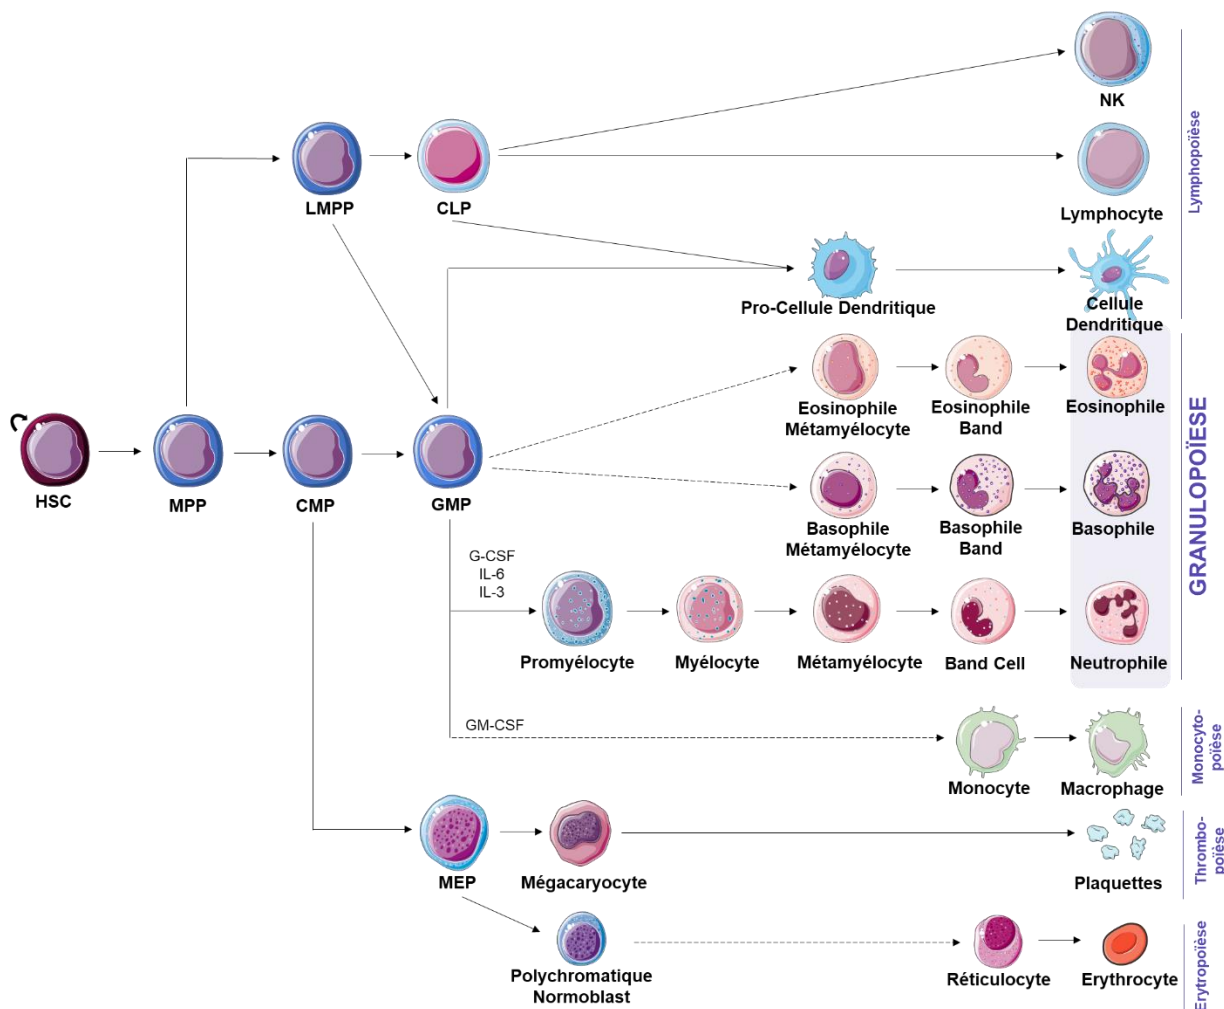 NK
Lymphocyte
Lymphopoïèse
LMPP
CLP
Pro-Cellule Dendritique
Cellule
Dendritique
Eosinophile
Métamyélocyte
Eosinophile
Band
Eosinophile
HSC
MPP
CMP
GMP
Basophile
Métamyélocyte
Basophile
Band
Basophile
GRANULOPOÏESE
G-CSF
IL-6
IL-3
Promyélocyte
Myélocyte
Métamyélocyte
Band Cell
Neutrophile
GM-CSF
Monocyte
Macrophage
Monocyto-
poïèse
MEP
Mégacaryocyte
Plaquettes
Thrombo-
poïèse
Polychromatique
Normoblast
Réticulocyte
Erythrocyte
Erytropoïèse